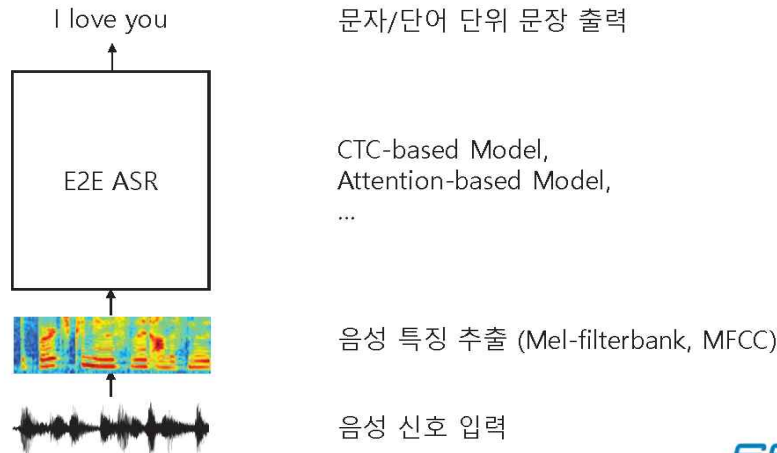 I love you
문자/단어 단위 문장 출력
E2E ASR
CTC-based Model,
Attention-based Model,
...
음성 특징 추출 (Mel-filterbank, MFCC)
음성 신호 입력